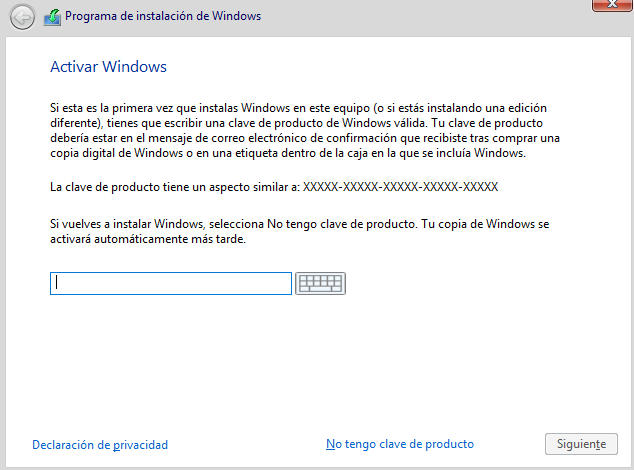 Programa de instalación de Windows
Activar Windows
Si esta es la primera vez que instalas Windows en este equipo (o si estás instalando una edición
diferente), tienes que escribir una clave de producto de Windows válida. Tu clave de producto
debería estar en el mensaje de correo electrónico de confirmación que recibiste tras comprar una
copia digital de Windows o en una etiqueta dentro de la caja en la que se incluía Windows.
La clave de producto tiene un aspecto similar a: XXXXX-XXXXX-XXXXX-XXXXX-XXXXX
Si vuelves a instalar Windows, selecciona No tengo clave de producto. Tu copia de Windows se
activará automáticamente más tarde.
Declaración de privacidad
No tengo clave de producto
Siguiente